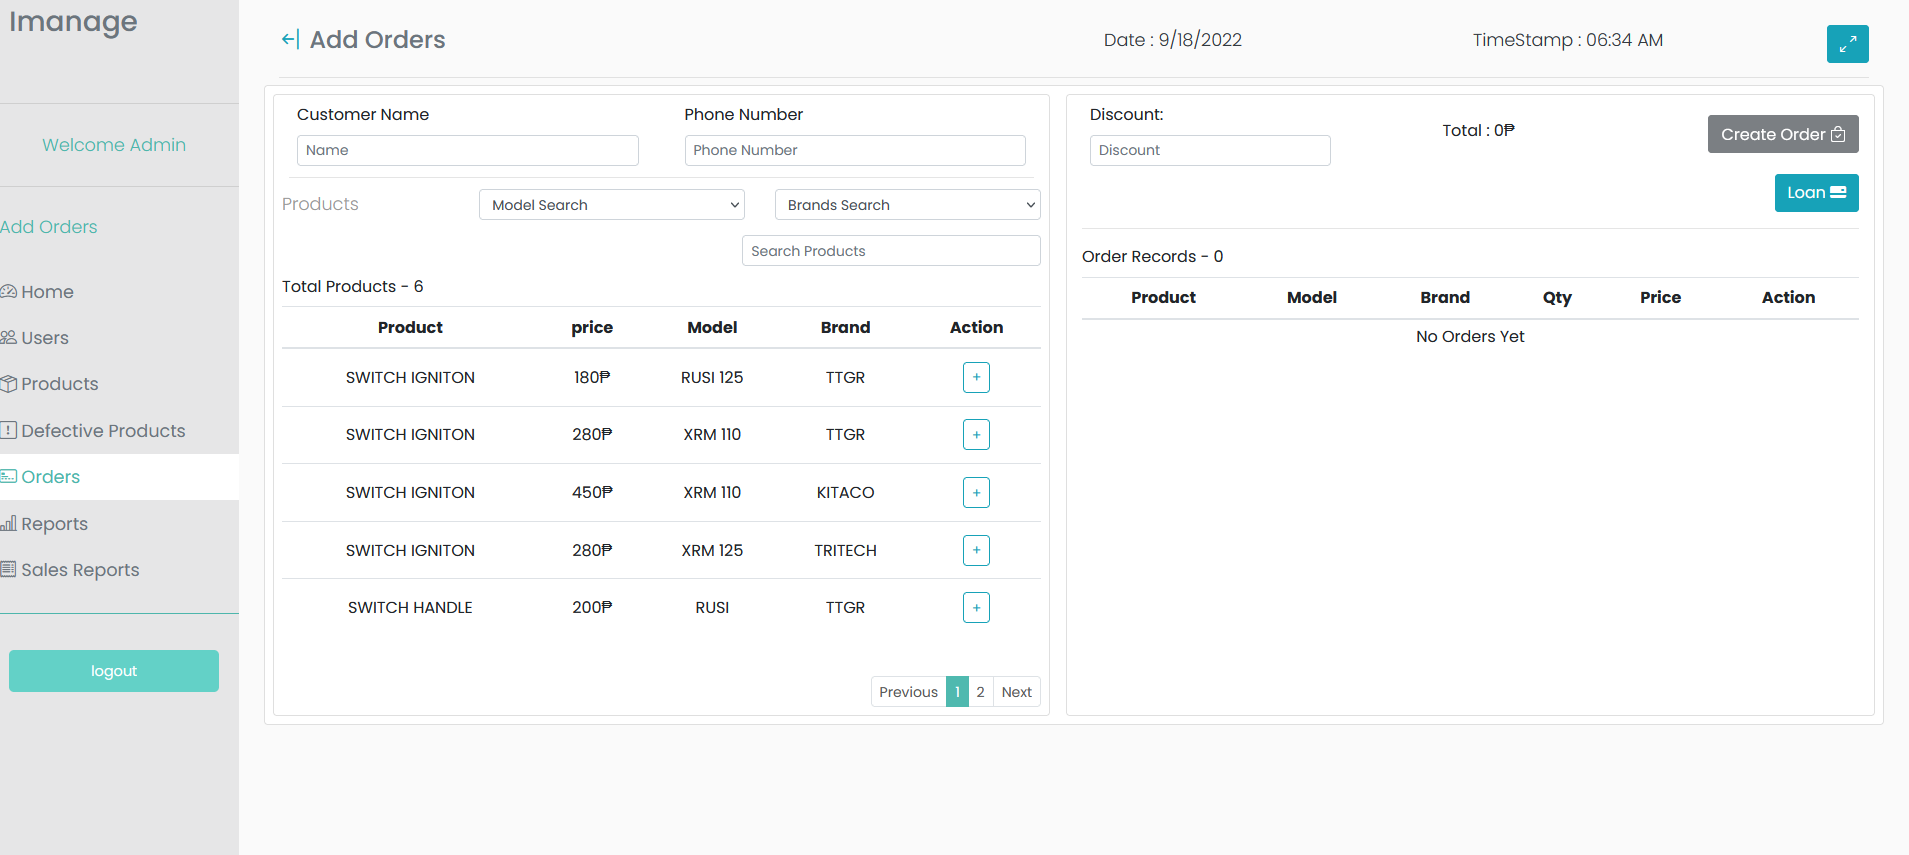 Imanage
Welcome Admin
Add Orders
Home
Users
Products
Defective Products
Orders
Reports
Sales Reports
logout
Add Orders
Date : 9/18/2022
TimeStamp : 06:34 AM
Customer Name
Phone Number
Name
Phone Number
Products
Model Search
Brands Search
Search Products
Total Products - 6
Product price Model Brand Action
SWITCH IGNITON 180₱ RUSI 125 TTGR +
SWITCH IGNITON 280₱ XRM 110 TTGR +
SWITCH IGNITON 450₱ XRM 110 KITACO +
SWITCH IGNITON 280₱ XRM 125 TRITECH +
SWITCH HANDLE 200₱ RUSI TTGR +
Previous 1 2 Next
Discount:
Discount
Total : 0₱
Create Order
Loan
Order Records - 0
Product Model Brand Qty Price Action
No Orders Yet